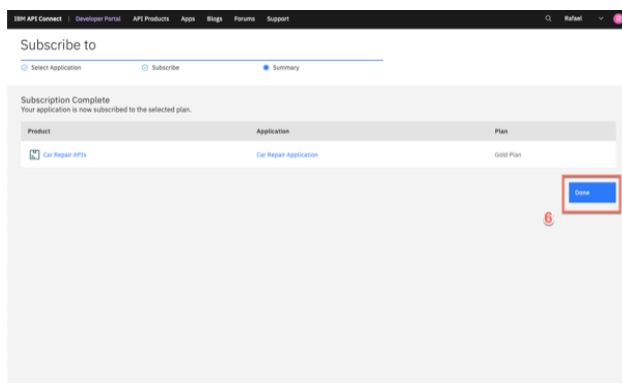 IBM API Connect | Developer Portal API Products Apps Blogs Forums Support Rafael R
Subscribe to
Select Application Subscribe Summary
Subscription Complete
Your application is now subscribed to the selected plan.
Product Application Plan
Car Repair APIs Car Repair Application Gold Plan
Done
6